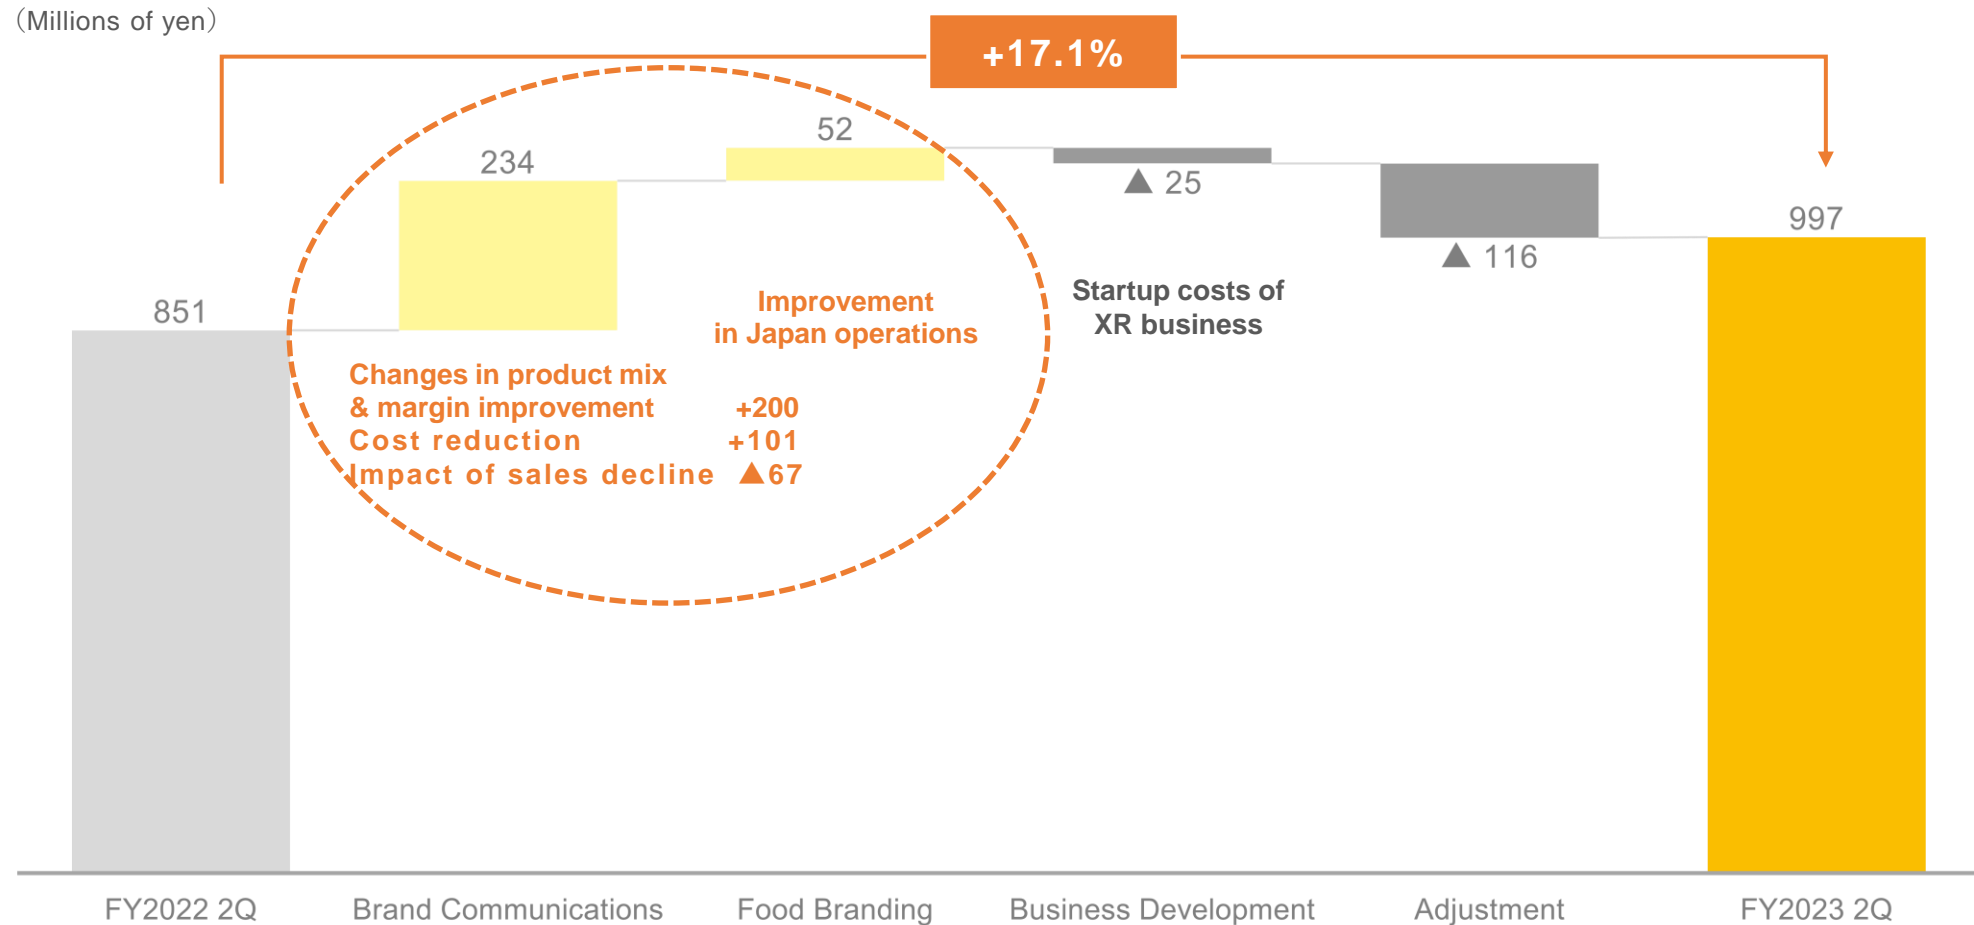 （Millions of yen）
+17.1%
52
234
▲ 25
997
▲ 116
851
Startup costs of
XR business
Improvement
in Japan operations
Changes in product mix
& margin improvement +200
Cost reduction +101
Impact of sales decline ▲67
FY2022 2Q
Brand Communications
Food Branding
Business Development
Adjustment
FY2023 2Q